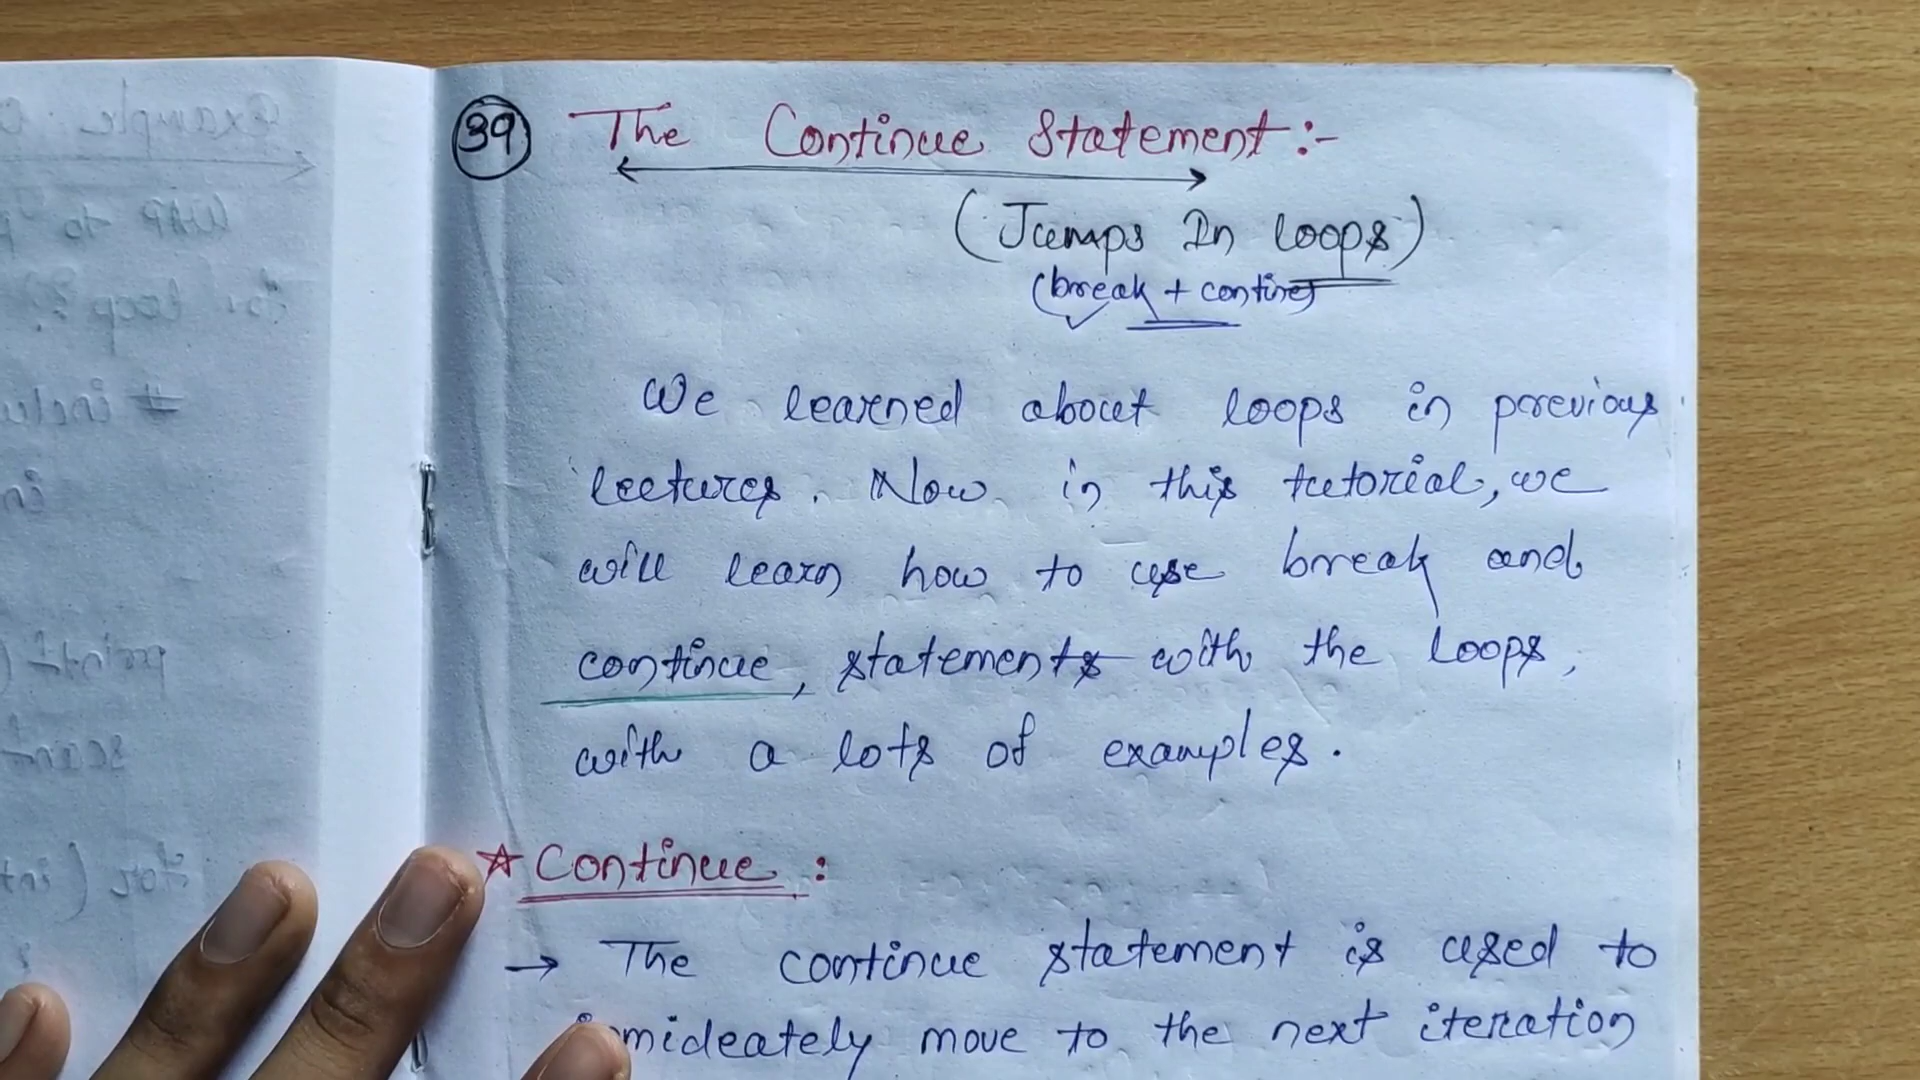 39 The Continue Statement :-
(Jumps In loops)
(break + contine)
We learned about loops in previous
lectures. Now in this tutorial, we
will learn how to use break and
continue, statements with the loops,
with a lots of examples.
☆ Continue :
→ The continue statement is used to
immideately move to the next iteration